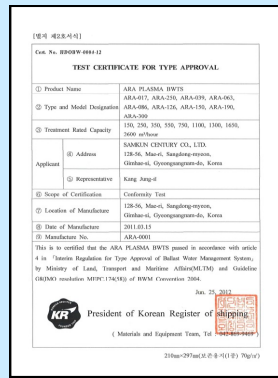 [별지 제2호서식]
Cert. No. HDOBW-0004-12
TEST CERTIFICATE FOR TYPE APPROVAL
① Product Name
ARA PLASMA BWTS
② Type and Model Designation
ARA-017, ARA-250, ARA-039, ARA-063,
ARA-086, ARA-126, ARA-150, ARA-190,
ARA-300
③ Treatment Rated Capacity
150, 250, 350, 550, 750, 1100, 1300, 1650,
5600 m³/hour
Applicant
④ Address
SAMKUN CENTURY CO., LTD.
128-56, Mae-ri, Sangdong-myeon,
Gimhae-si, Gyeongsangnam-do, Korea
⑤ Representative
Kang Jung-il
⑥ Scope of Certification
Conformity Test
⑦ Location of Manufacture
128-56, Mae-ri, Sangdong-myeon,
Gimhae-si, Gyeongsangnam-do, Korea
⑧ Date of Manufacture
2011.03.15
⑨ Manufacture No.
ARA-0001
This is to certified that the ARA PLASMA BWTS passed in accordance with article
4 in 「Interim Regulation for Type Approval of Ballast Water Management System」
by Ministry of Land, Transport and Maritime Affairs(MLTM) and Guideline
G8(IMO resolution MEPC.174(58)) of BWM Convention 2004.
Jun. 25, 2012
KR
President of Korean Register of shipping
( Materials and Equipment Team, Tel :
210㎜×297㎜(보존용지(1종) 70g/㎡)